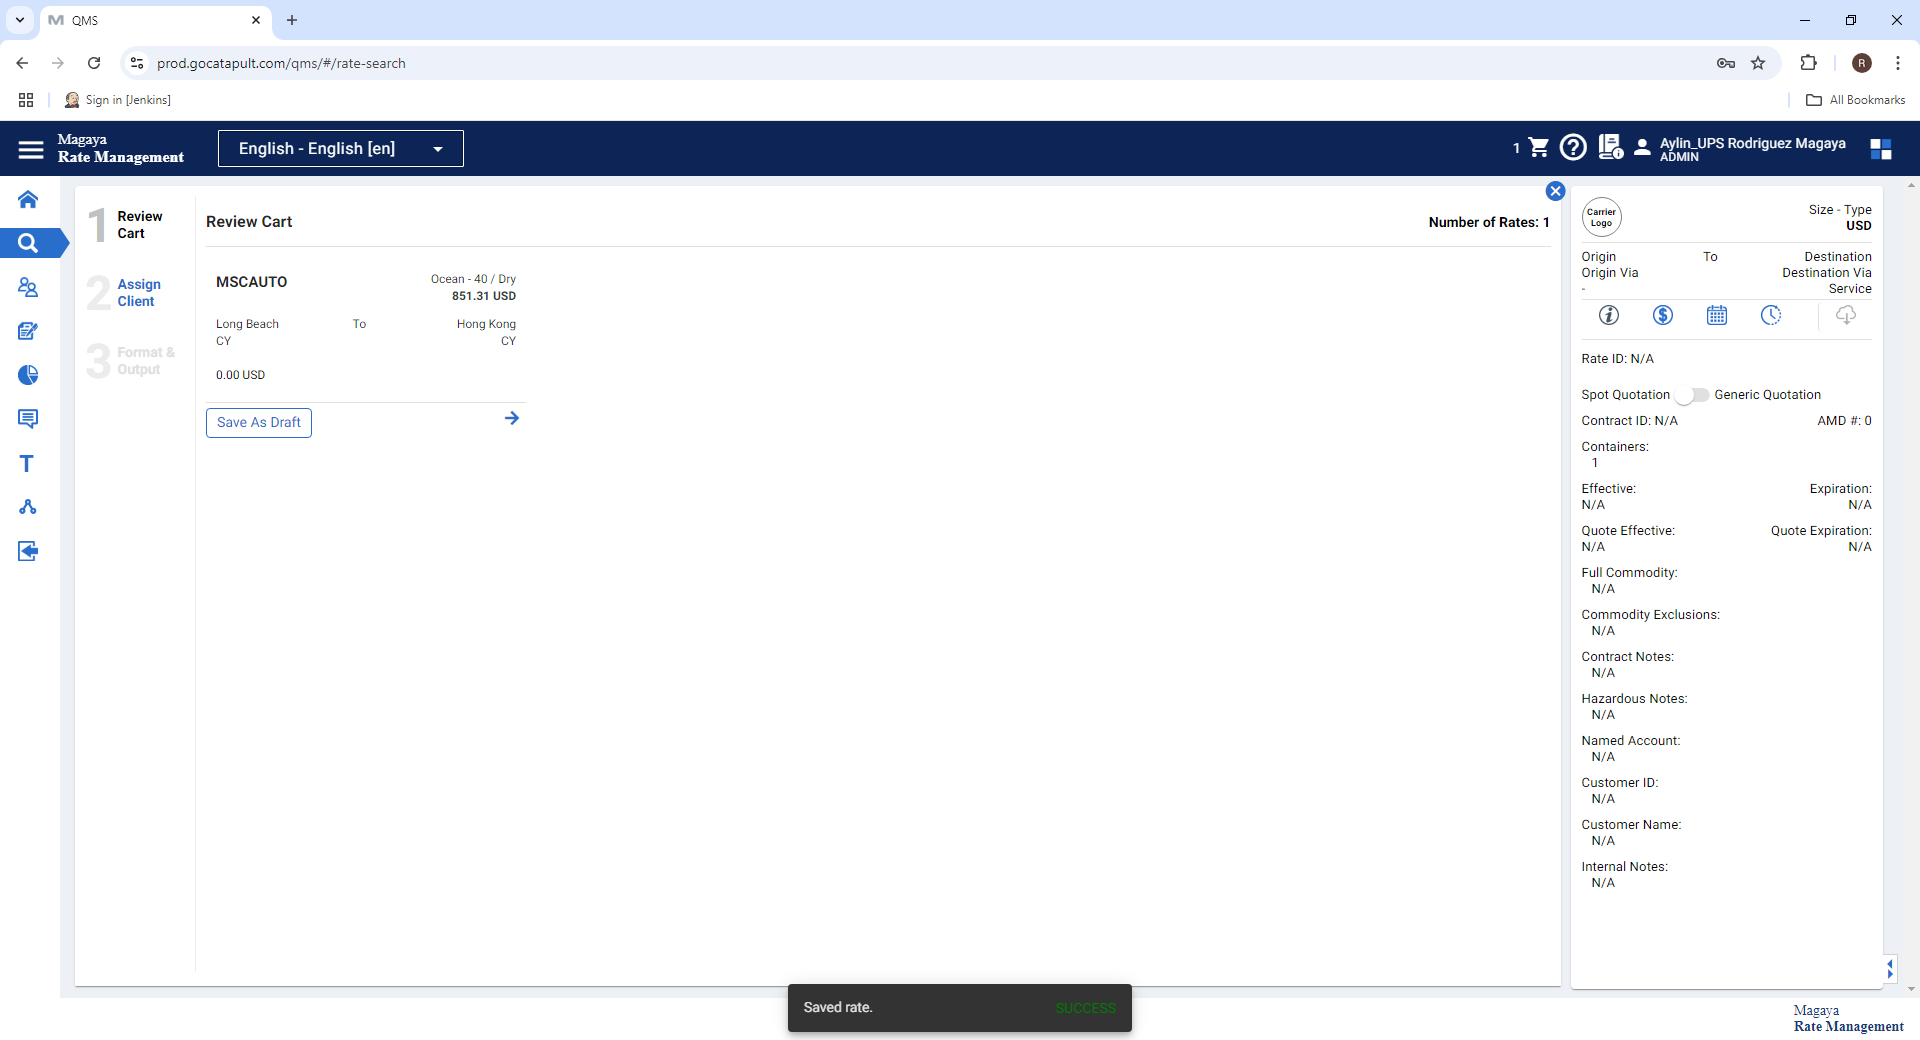 QMS
prod.gocatapult.com/qms/#/rate-search
R
Sign in [Jenkins]
All Bookmarks
Magaya
Rate Management
English - English [en]
1
Aylin_UPS Rodriguez Magaya
ADMIN
1 Review Cart
2 Assign Client
3 Format & Output
Review Cart
Number of Rates: 1
MSCAUTO
Ocean - 40 / Dry
851.31 USD
Long Beach To Hong Kong
CY CY
0.00 USD
Save As Draft
Carrier Logo
Size - Type
USD
Origin To Destination
Origin Via Destination Via
- Service
Rate ID: N/A
Spot Quotation Generic Quotation
Contract ID: N/A AMD #: 0
Containers:
1
Effective: Expiration:
N/A N/A
Quote Effective: Quote Expiration:
N/A N/A
Full Commodity:
N/A
Commodity Exclusions:
N/A
Contract Notes:
N/A
Hazardous Notes:
N/A
Named Account:
N/A
Customer ID:
N/A
Customer Name:
N/A
Internal Notes:
N/A
Saved rate. SUCCESS
Magaya
Rate Management